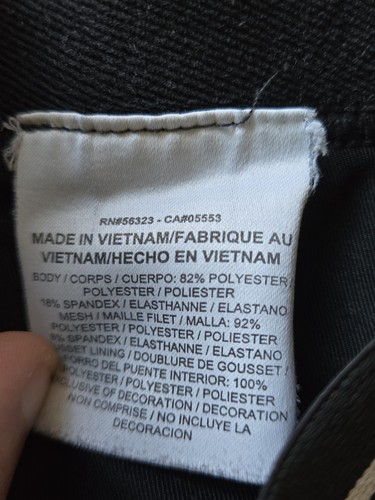 RN#56323 - CA#05553
MADE IN VIETNAM/FABRIQUE AU
VIETNAM/HECHO EN VIETNAM
BODY / CORPS / CUERPO: 82% POLYESTER /
POLYESTER / POLIESTER
18% SPANDEX / ELASTHANNE / ELASTANO
MESH / MAILLE FILET / MALLA: 92%
POLYESTER / POLYESTER / POLIESTER
SPANDEX / ELASTHANNE / ELASTANO
LINING / DOUBLURE DE GOUSSET /
FORRO DEL PUENTE INTERIOR: 100%
POLYESTER / POLYESTER / POLIESTER
OF DECORATION / DECORATION
NON COMPRISE / NO INCLUYE LA
DECORACION